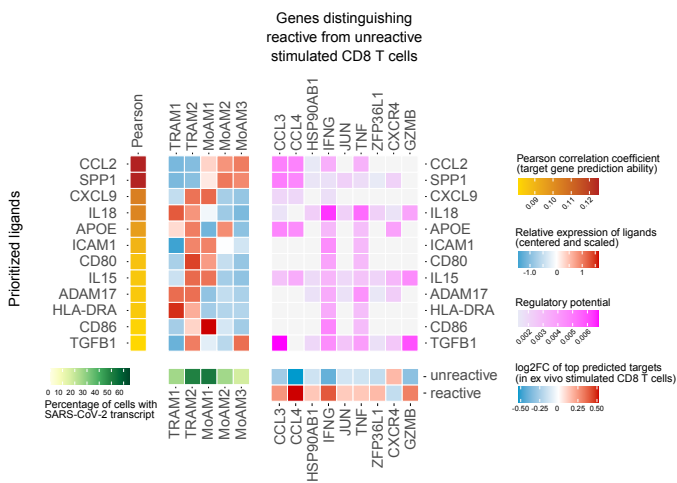 Genes distinguishing
reactive from unreactive
stimulated CD8 T cells
Pearson
TRAM1
TRAM2
MoAM1
MoAM2
MoAM3
CCL3
CCL4
HSP90AB1
IFNG
JUN
TNF
ZFP36L1
CXCR4
GZMB
Prioritized ligands
CCL2
SPP1
CXCL9
IL18
APOE
ICAM1
CD80
IL15
ADAM17
HLA-DRA
CD86
TGFB1
CCL2
SPP1
CXCL9
IL18
APOE
ICAM1
CD80
IL15
ADAM17
HLA-DRA
CD86
TGFB1
Pearson correlation coefficient
(target gene prediction ability)
0.09 0.10 0.11 0.12
Relative expression of ligands
(centered and scaled)
-1.0 0 1
Regulatory potential
0.002 0.003 0.004 0.005 0.006
log2FC of top predicted targets
(in ex vivo stimulated CD8 T cells)
-0.50 -0.25 0 0.25 0.50
0 10 20 30 40 50 60
Percentage of cells with
SARS-CoV-2 transcript
unreactive
reactive
TRAM1
TRAM2
MoAM1
MoAM2
MoAM3
CCL3
CCL4
HSP90AB1
IFNG
JUN
TNF
ZFP36L1
CXCR4
GZMB